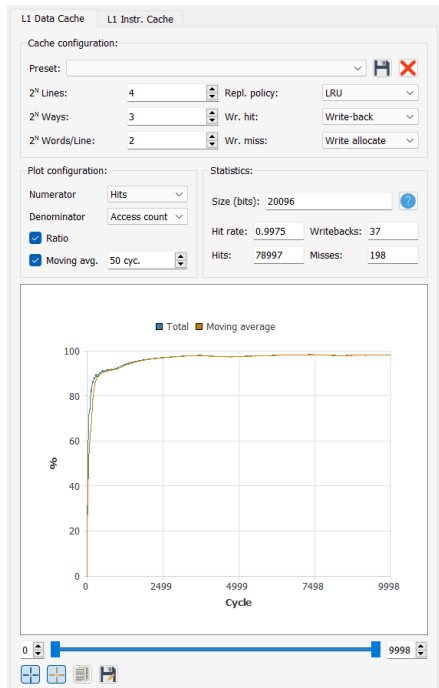 L1 Data Cache L1 Instr. Cache
Cache configuration:
Preset:
2^N Lines: 4 Repl. policy: LRU
2^N Ways: 3 Wr. hit: Write-back
2^N Words/Line: 2 Wr. miss: Write allocate
Plot configuration: Statistics:
Numerator Hits
Size (bits): 20096 ?
Denominator Access count
Ratio
Hit rate: 0.9975 Writebacks: 37
Moving avg. 50 cyc.
Hits: 78997 Misses: 198
Total Moving average
100
80
60
%
40
20
0
0 2499 4999 7498 9998
Cycle
0 9998